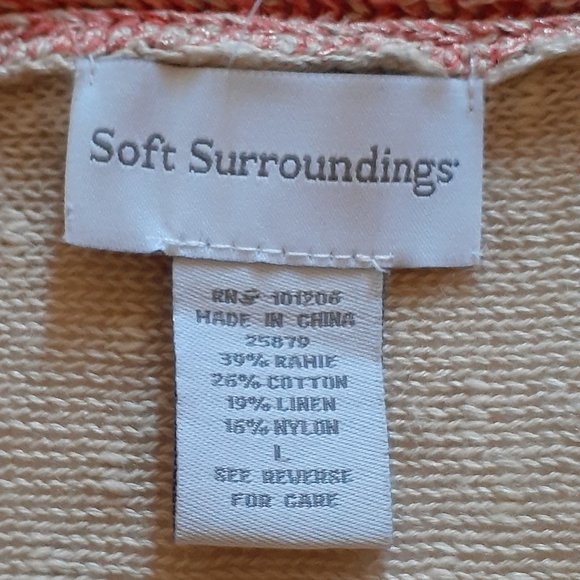 Soft Surroundings
RN# 101206
MADE IN CHINA
25879
39% RAMIE
26% COTTON
19% LINEN
16% NYLON
L
SEE REVERSE
FOR CARE